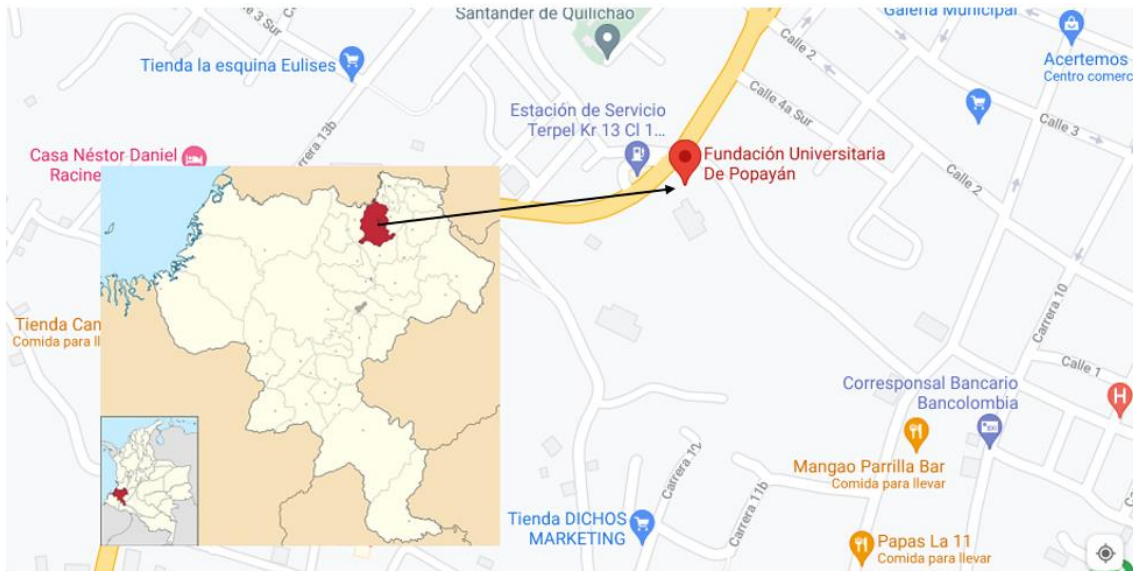 Santander de Quilichao
Galería Municipal
Calle 2
Acertemos
Centro comerc
Tienda la esquina Eulises
Estación de Servicio
Terpel Kr 13 Cl 1...
Calle 4a Sur
Calle 3
Carrera 13b
Casa Néstor Daniel
Racine
Fundación Universitaria
De Popayán
Calle 2
Carrera 10
Tienda Can
Comida para ll
Calle 1
H
Corresponsal Bancario
Bancolombia
Mangao Parrilla Bar
Comida para llevar
Carrera 11b
Tienda DICHOS
MARKETING
Papas La 11
Comida para llevar